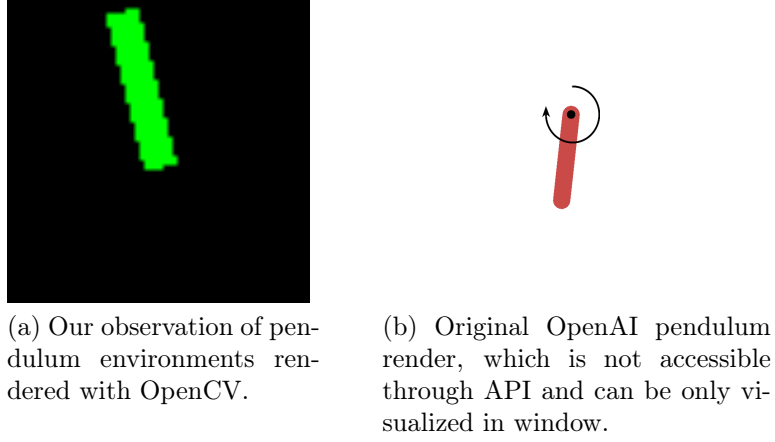 (a) Our observation of pen-
dulum environments ren-
dered with OpenCV.
(b) Original OpenAI pendulum
render, which is not accessible
through API and can be only vi-
sualized in window.